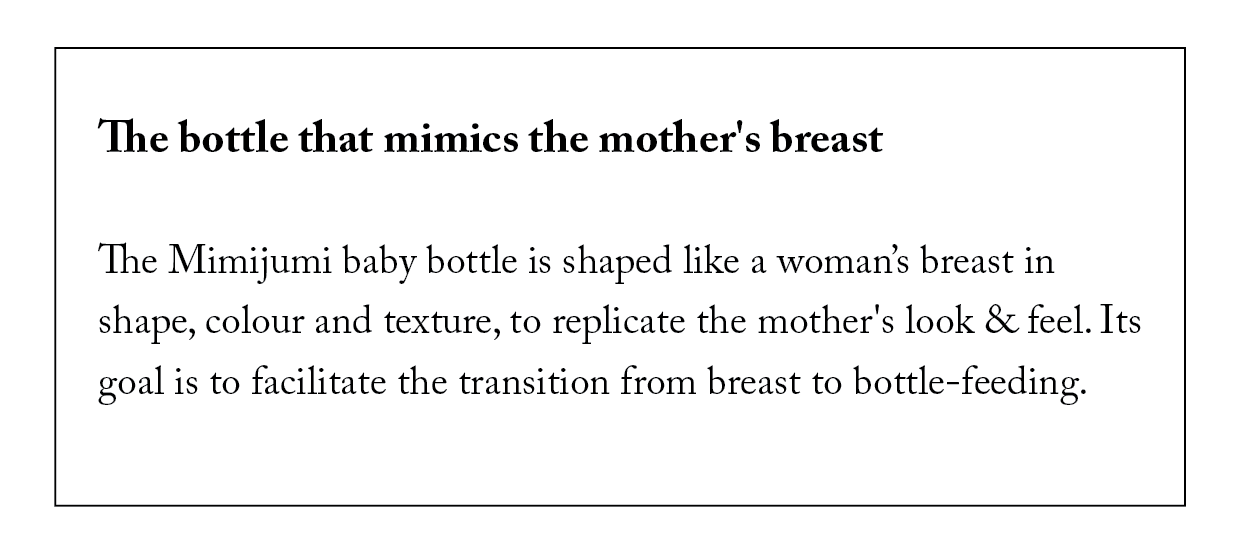 The bottle that mimics the mother's breast
The Mimijumi baby bottle is shaped like a woman’s breast in
shape, colour and texture, to replicate the mother's look & feel. Its
goal is to facilitate the transition from breast to bottle-feeding.